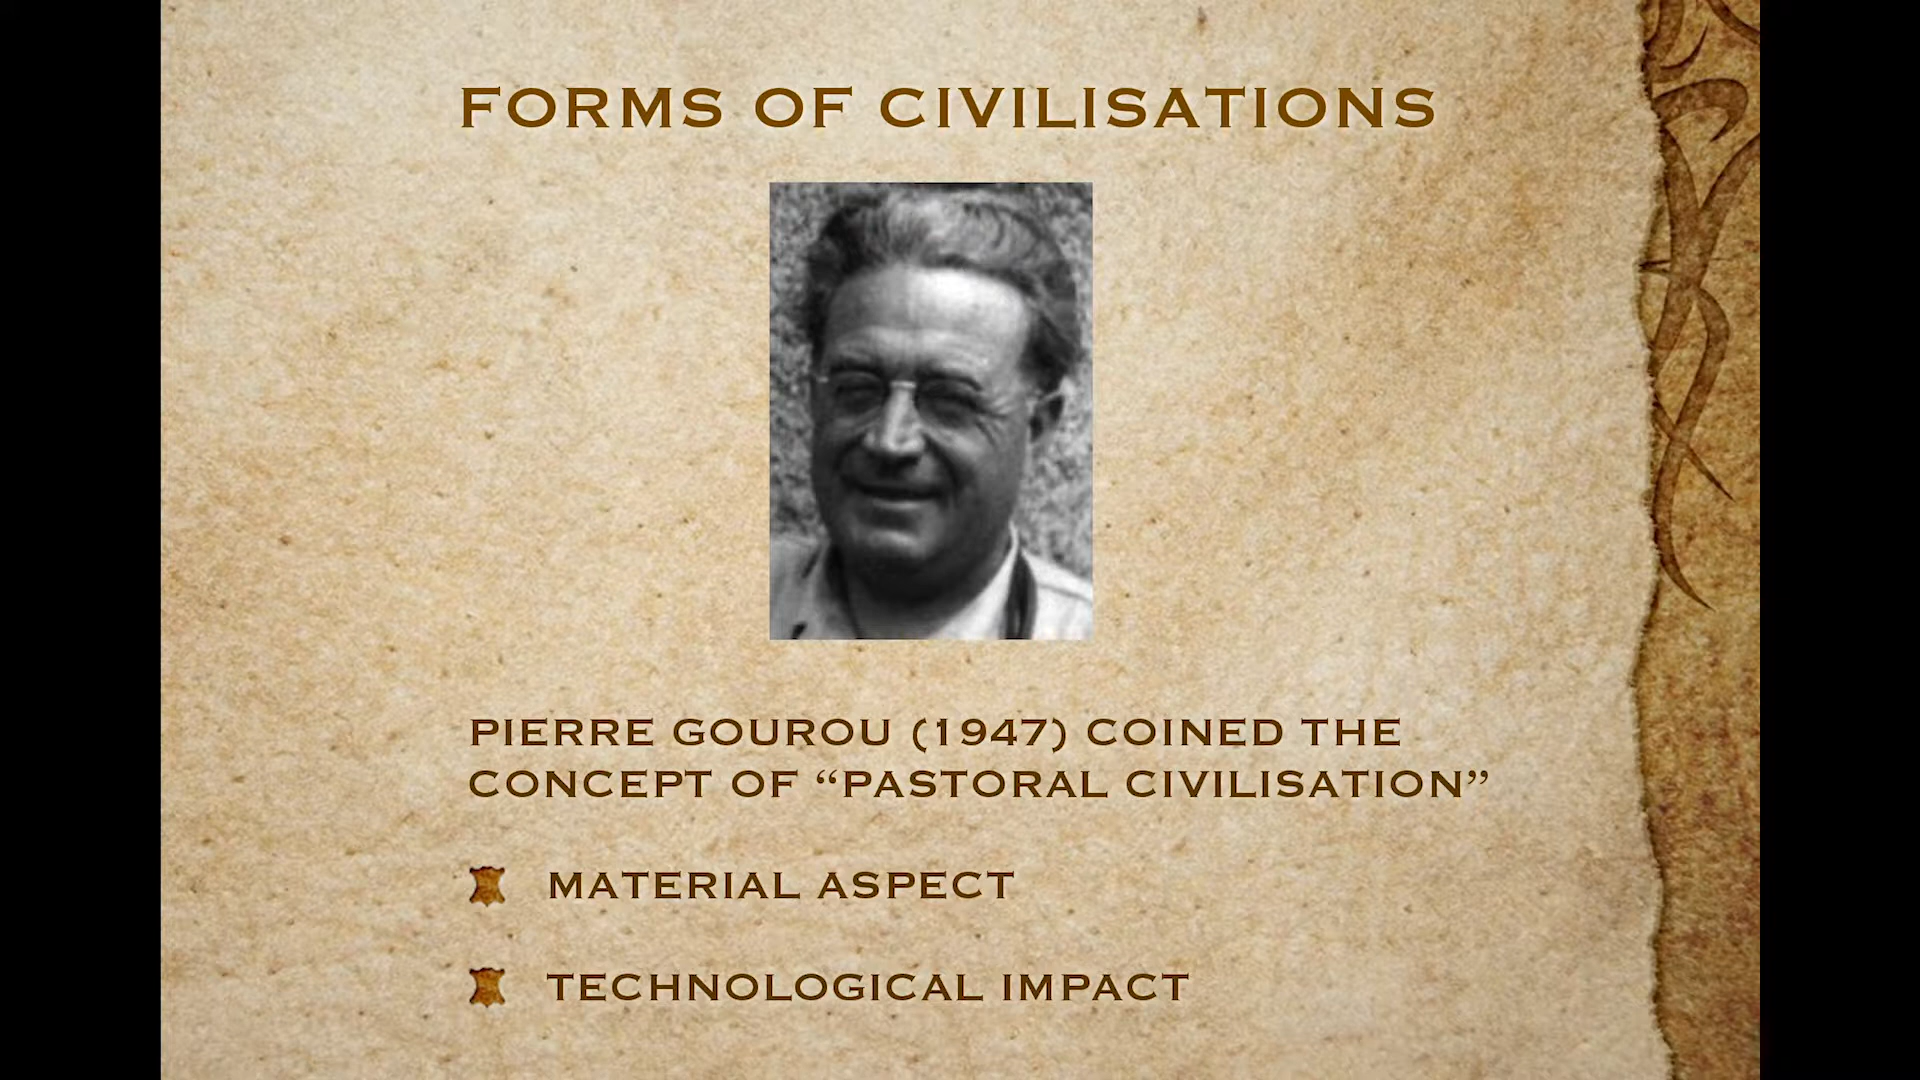 FORMS OF CIVILISATIONS
PIERRE GOUROU (1947) COINED THE
CONCEPT OF “PASTORAL CIVILISATION”
MATERIAL ASPECT
TECHNOLOGICAL IMPACT